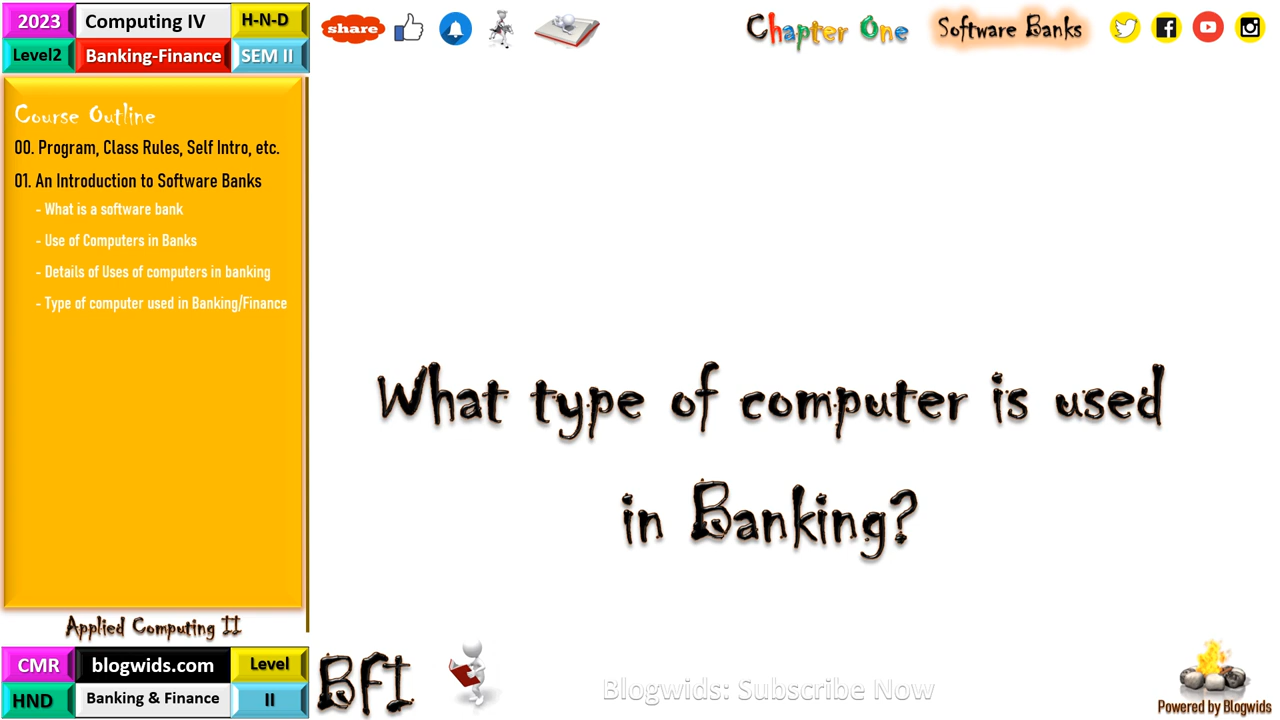 2023 Computing IV H-N-D
Level2 Banking-Finance SEM II
share
Chapter One
Software Banks
Course Outline
00. Program, Class Rules, Self Intro, etc.
01. An Introduction to Software Banks
- What is a software bank
- Use of Computers in Banks
- Details of Uses of computers in banking
- Type of computer used in Banking/Finance
What type of computer is used
in Banking?
Applied Computing II
CMR blogwids.com Level
HND Banking & Finance II
BFI
Blogwids: Subscribe Now
Powered by Blogwids